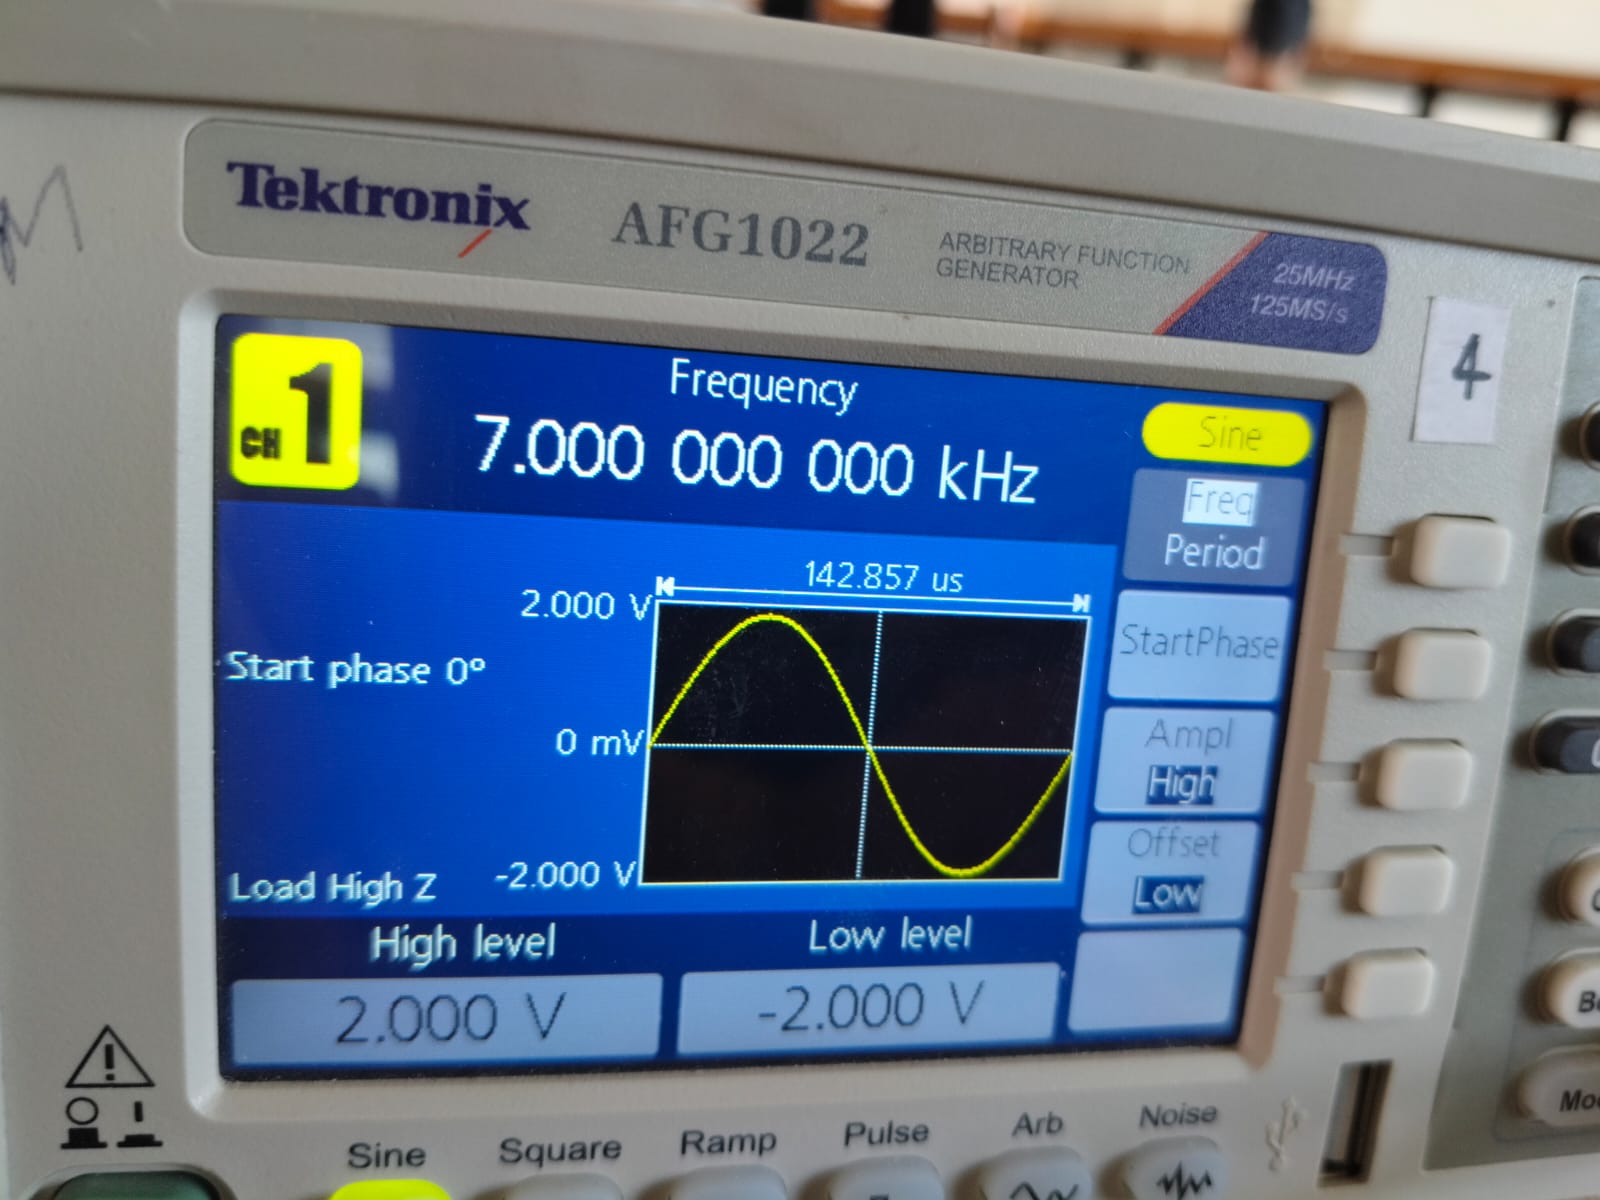 Tektronix
AFG1022
ARBITRARY FUNCTION
GENERATOR
25MHz
125MS/s
4
CH 1
Frequency
7.000 000 000 kHz
Sine
Freq
Period
142.857 us
2.000 V
StartPhase
Start phase 0°
0 mV
Ampl
High
Offset
Low
-2.000 V
Load High Z
High level
Low level
2.000 V
-2.000 V
Sine
Square
Ramp
Pulse
Arb
Noise